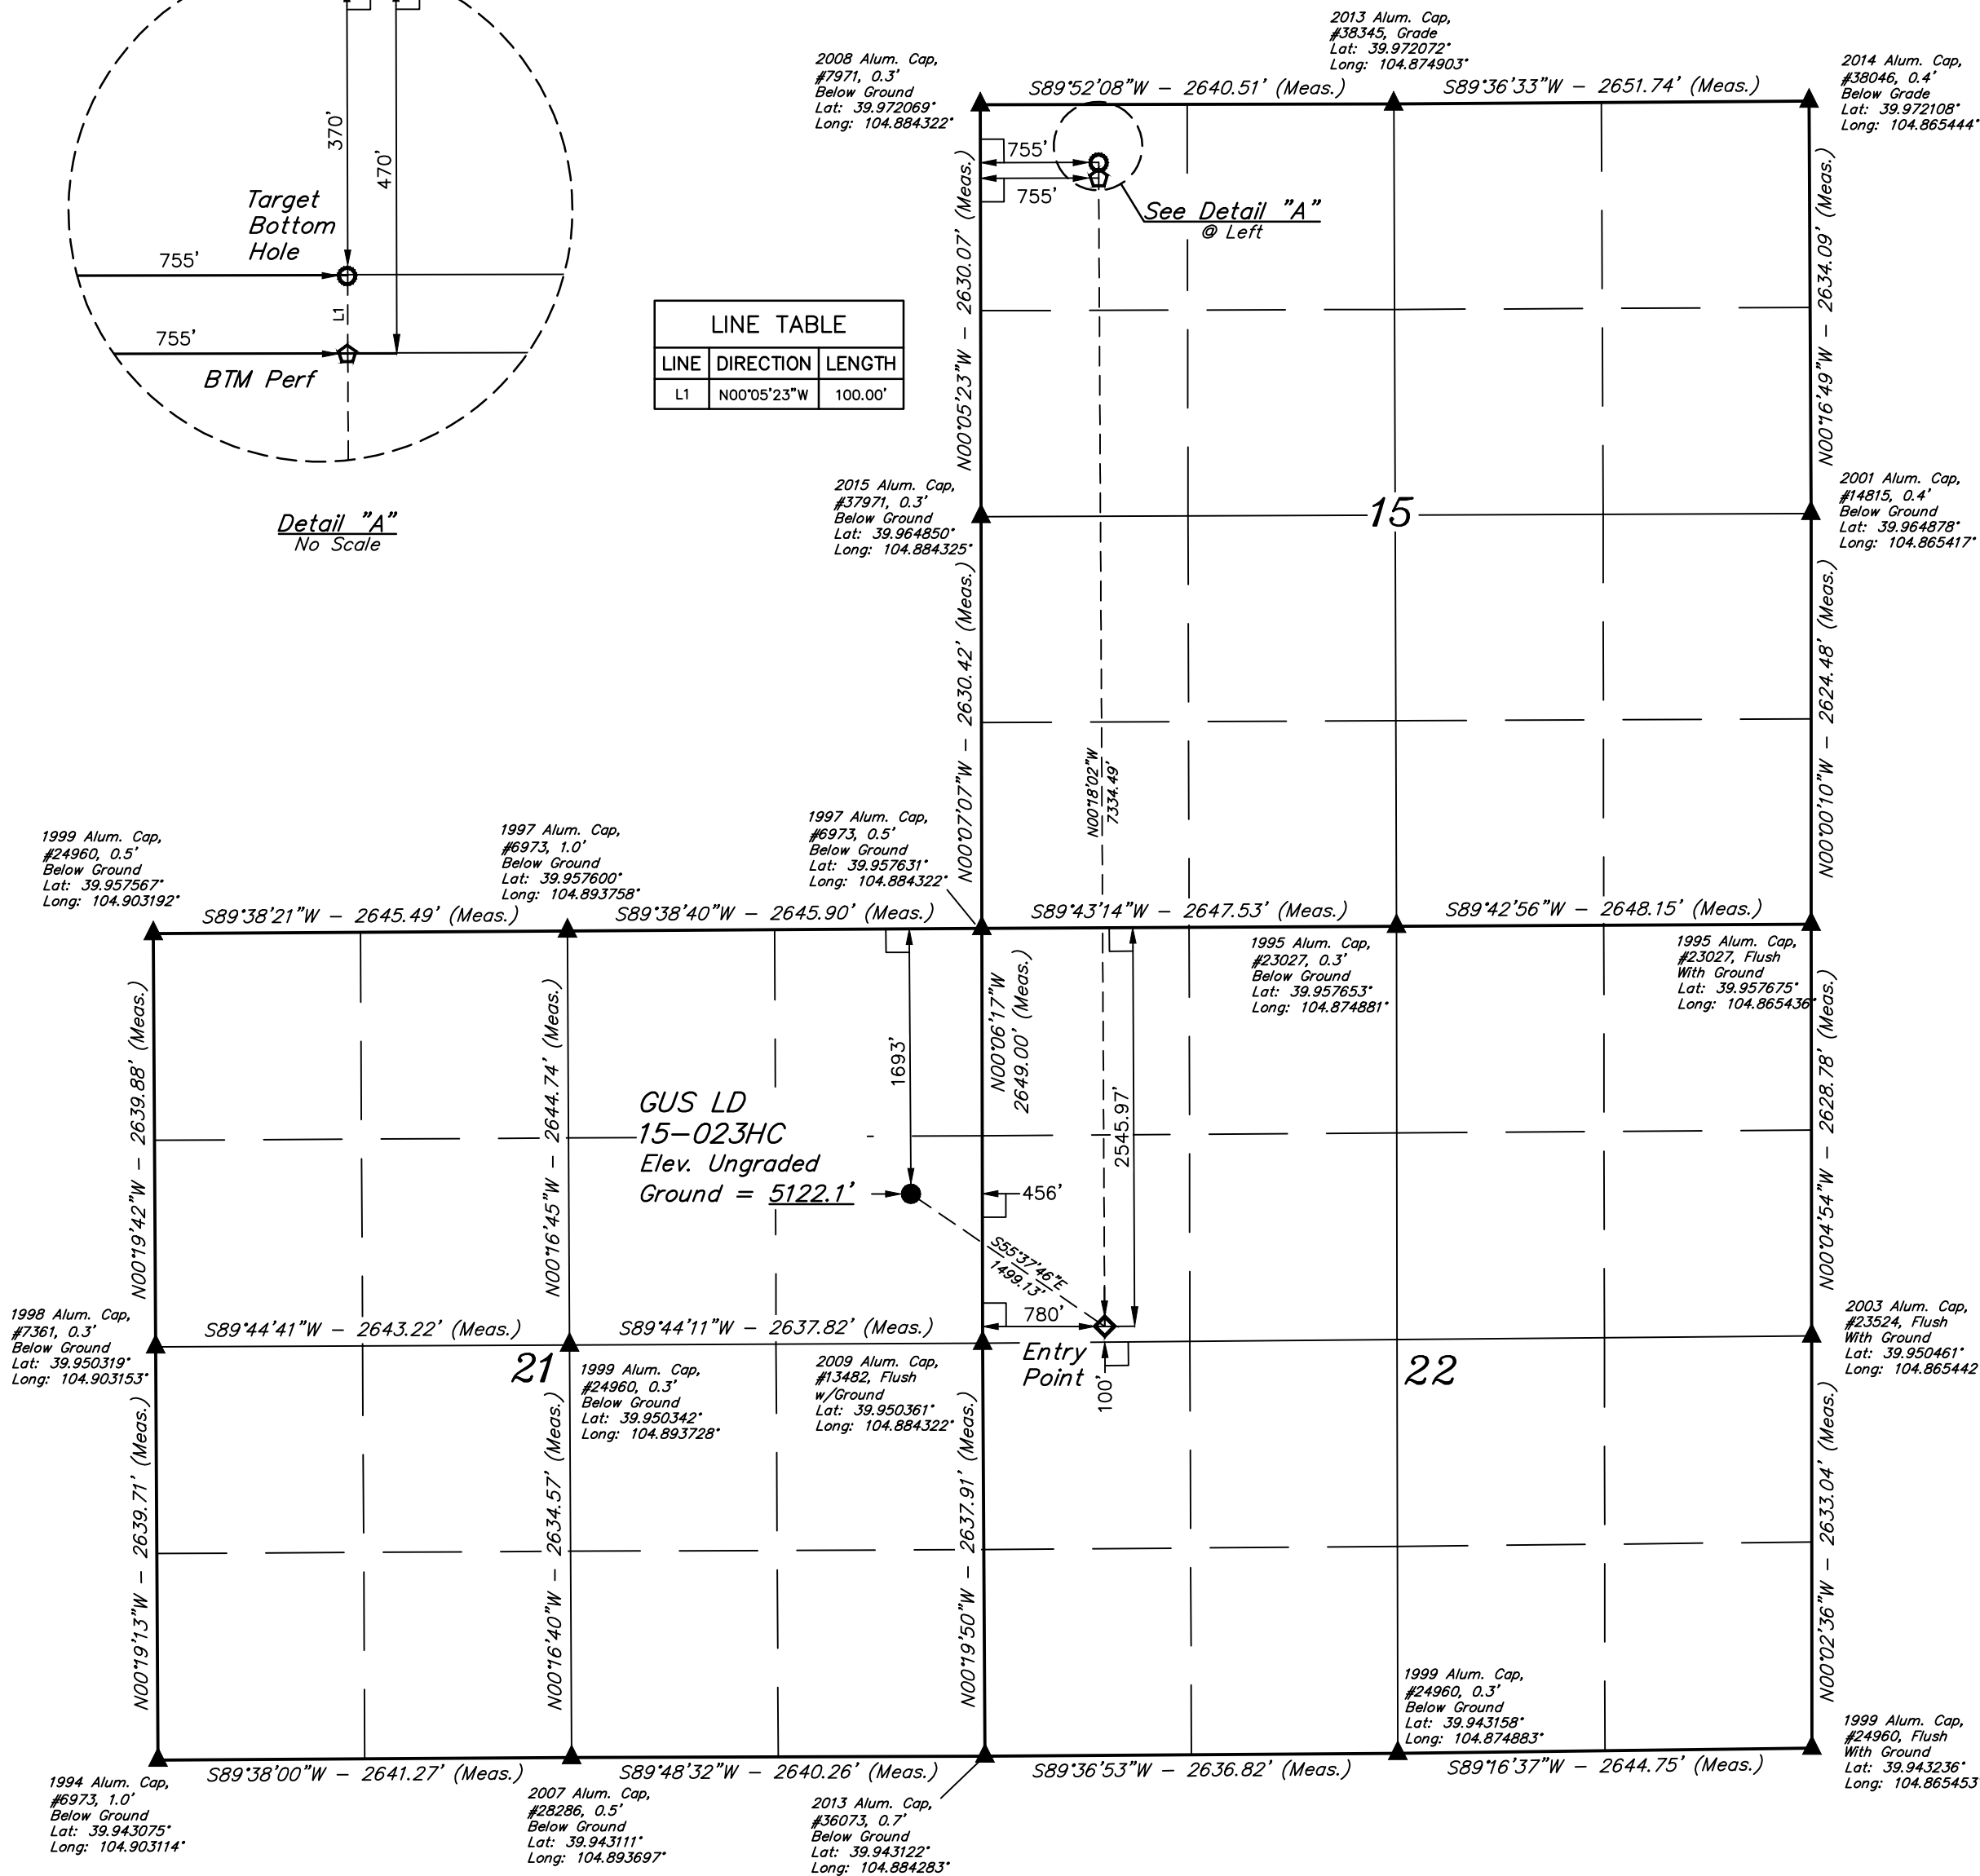 370'
470'
Target
Bottom
Hole
755'
L1
755'
BTM Perf
Detail "A"
No Scale
LINE TABLE
LINE DIRECTION LENGTH
L1 N00°05'23"W 100.00'
2008 Alum. Cap,
#7971, 0.3'
Below Ground
Lat: 39.972069°
Long: 104.884322°
2013 Alum. Cap,
#38345, Grade
Lat: 39.972072°
Long: 104.874903°
2014 Alum. Cap,
#38046, 0.4'
Below Grade
Lat: 39.972108°
Long: 104.865444°
S89°52'08"W – 2640.51' (Meas.)
S89°36'33"W – 2651.74' (Meas.)
755'
755'
See Detail "A"
@ Left
N00°05'23"W – 2630.07' (Meas.)
N00°16'49"W – 2634.09' (Meas.)
2015 Alum. Cap,
#37971, 0.3'
Below Ground
Lat: 39.964850°
Long: 104.884325°
15
2001 Alum. Cap,
#14815, 0.4'
Below Ground
Lat: 39.964878°
Long: 104.865417°
N00°07'07"W – 2630.42' (Meas.)
N00°18'02"W
7334.49'
N00°00'10"W – 2624.48' (Meas.)
1999 Alum. Cap,
#24960, 0.5'
Below Ground
Lat: 39.957567°
Long: 104.903192°
1997 Alum. Cap,
#6973, 1.0'
Below Ground
Lat: 39.957600°
Long: 104.893758°
1997 Alum. Cap,
#6973, 0.5'
Below Ground
Lat: 39.957631°
Long: 104.884322°
S89°38'21"W – 2645.49' (Meas.)
S89°38'40"W – 2645.90' (Meas.)
S89°43'14"W – 2647.53' (Meas.)
S89°42'56"W – 2648.15' (Meas.)
1995 Alum. Cap,
#23027, 0.3'
Below Ground
Lat: 39.957653°
Long: 104.874881°
1995 Alum. Cap,
#23027, Flush
With Ground
Lat: 39.957675°
Long: 104.865436°
N00°19'42"W – 2639.88' (Meas.)
N00°16'45"W – 2644.74' (Meas.)
1693'
N00°06'17"W
2649.00' (Meas.)
2545.97'
N00°04'54"W – 2628.78' (Meas.)
GUS LD
15-023HC
Elev. Ungraded
Ground = 5122.1'
456'
S55°37'46"E
1499.13'
780'
Entry
Point
100'
1998 Alum. Cap,
#7361, 0.3'
Below Ground
Lat: 39.950319°
Long: 104.903153°
S89°44'41"W – 2643.22' (Meas.)
S89°44'11"W – 2637.82' (Meas.)
21
1999 Alum. Cap,
#24960, 0.3'
Below Ground
Lat: 39.950342°
Long: 104.893728°
2009 Alum. Cap,
#13482, Flush
w/Ground
Lat: 39.950361°
Long: 104.884322°
22
2003 Alum. Cap,
#23524, Flush
With Ground
Lat: 39.950461°
Long: 104.865442
N00°19'13"W – 2639.71' (Meas.)
N00°16'40"W – 2634.57' (Meas.)
N00°19'50"W – 2637.91' (Meas.)
N00°02'36"W – 2633.04' (Meas.)
1999 Alum. Cap,
#24960, 0.3'
Below Ground
Lat: 39.943158°
Long: 104.874883°
1999 Alum. Cap,
#24960, Flush
With Ground
Lat: 39.943236°
Long: 104.865453
S89°38'00"W – 2641.27' (Meas.)
S89°48'32"W – 2640.26' (Meas.)
S89°36'53"W – 2636.82' (Meas.)
S89°16'37"W – 2644.75' (Meas.)
1994 Alum. Cap,
#6973, 1.0'
Below Ground
Lat: 39.943075°
Long: 104.903114°
2007 Alum. Cap,
#28286, 0.5'
Below Ground
Lat: 39.943111°
Long: 104.893697°
2013 Alum. Cap,
#36073, 0.7'
Below Ground
Lat: 39.943122°
Long: 104.884283°